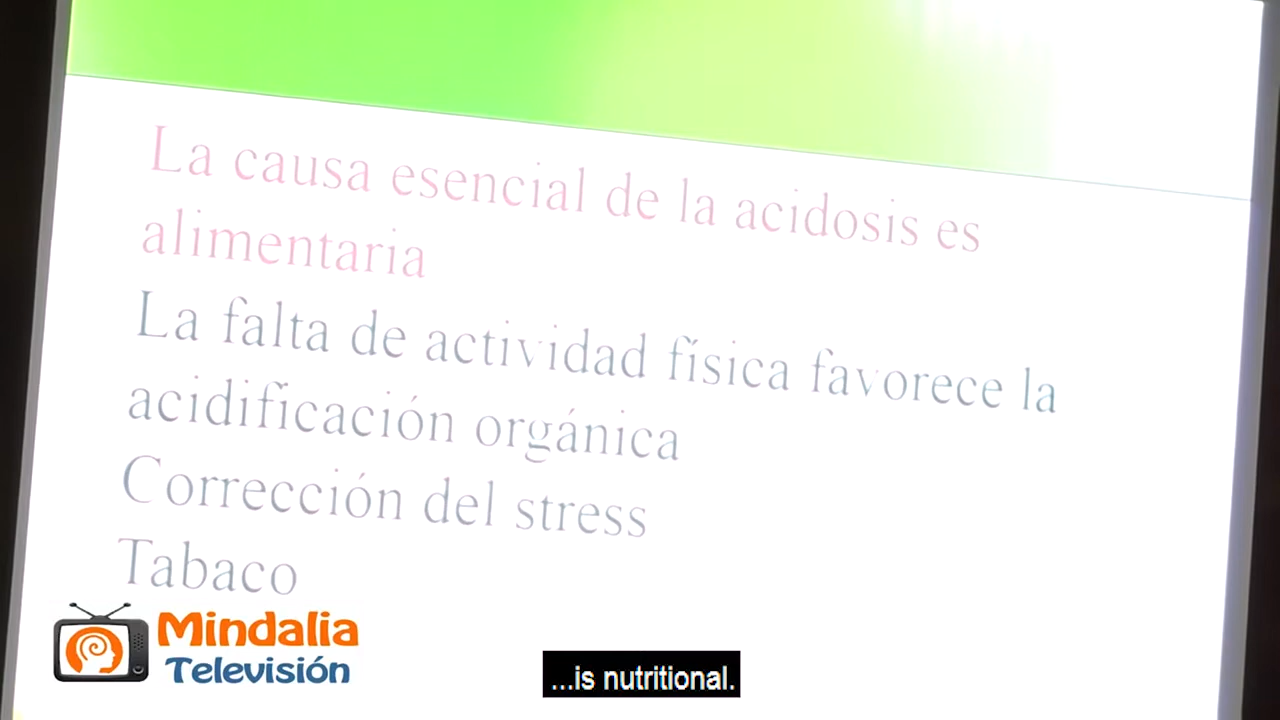 La causa esencial de la acidosis es
alimentaria
La falta de actividad física favorece la
acidificación orgánica
Corrección del stress
Tabaco
Mindalia
Televisión
...is nutritional.